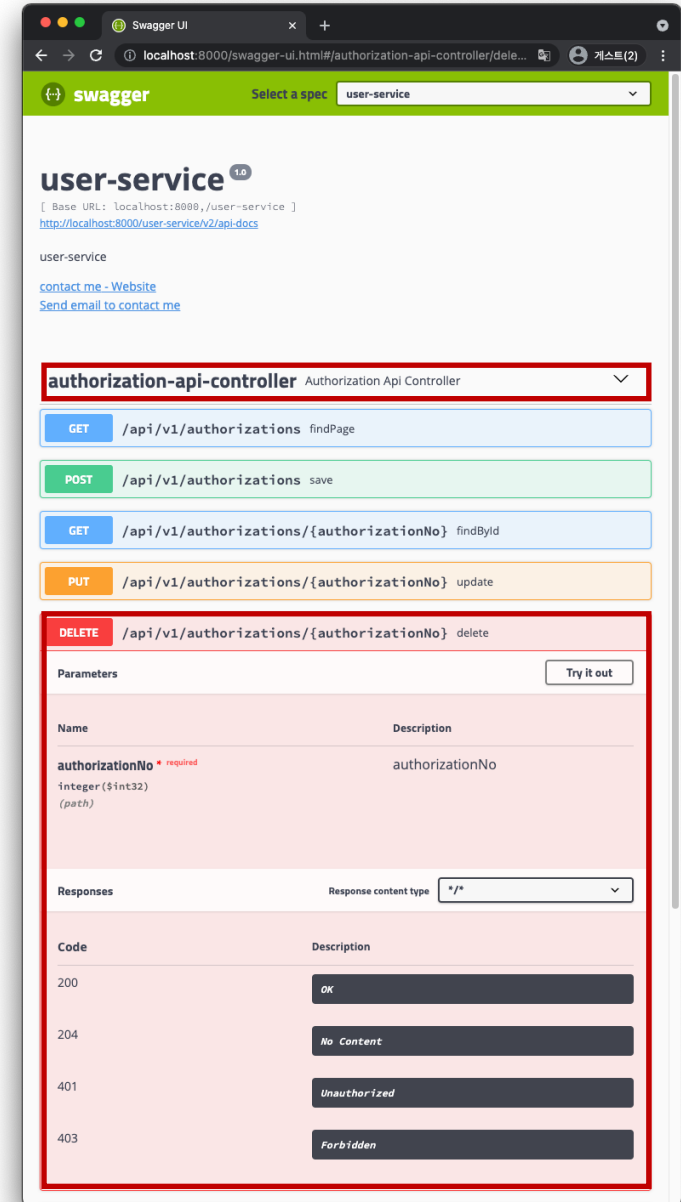 Swagger UI
localhost:8000/swagger-ui.html#/authorization-api-controller/dele... 게스트(2)
swagger Select a spec user-service
user-service 1.0
[ Base URL: localhost:8000,/user-service ]
http://localhost:8000/user-service/v2/api-docs
user-service
contact me - Website
Send email to contact me
authorization-api-controller Authorization Api Controller
GET /api/v1/authorizations findPage
POST /api/v1/authorizations save
GET /api/v1/authorizations/{authorizationNo} findById
PUT /api/v1/authorizations/{authorizationNo} update
DELETE /api/v1/authorizations/{authorizationNo} delete
Parameters Try it out
Name Description
authorizationNo * required authorizationNo
integer($int32)
(path)
Responses Response content type */*
Code Description
200 OK
204 No Content
401 Unauthorized
403 Forbidden